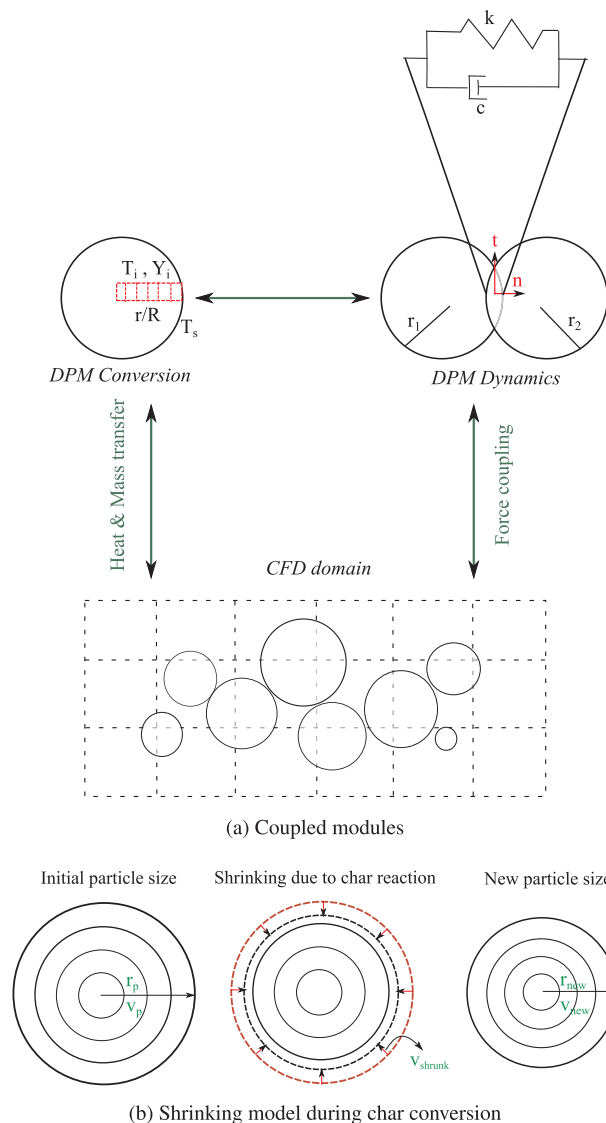 k
c
t
n
T_i , Y_i
r/R
T_s
r_1
r_2
DPM Conversion
DPM Dynamics
Heat & Mass transfer
Force coupling
CFD domain
(a) Coupled modules
Initial particle size
Shrinking due to char reaction
New particle size
r_p
v_p
r_new
v_new
v_shrunk
(b) Shrinking model during char conversion